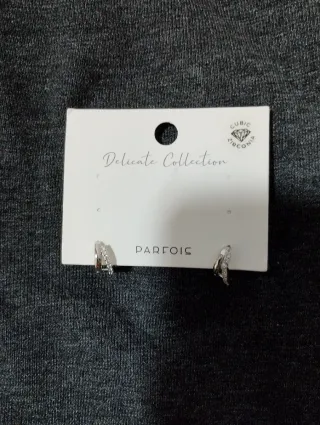 CUBIC
ZIRCONIA
Delicate Collection
PARFOIS